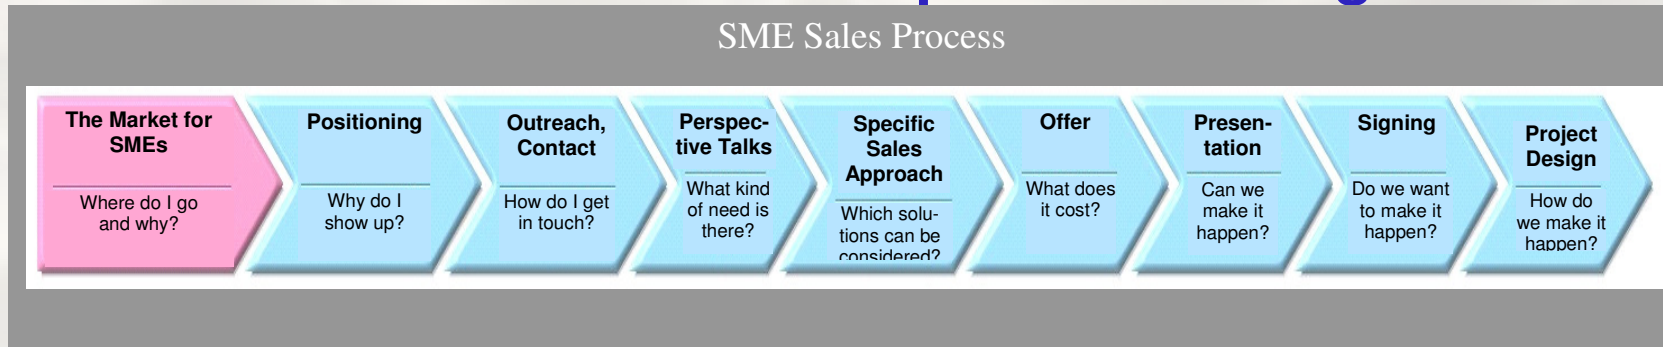 SME Sales Process
The Market for
SMEs
Where do I go
and why?
Positioning
Why do I
show up?
Outreach,
Contact
How do I get
in touch?
Perspec-
tive Talks
What kind
of need is
there?
Specific
Sales
Approach
Which solu-
tions can be
considered?
Offer
What does
it cost?
Presen-
tation
Can we
make it
happen?
Signing
Do we want
to make it
happen?
Project
Design
How do
we make it
happen?